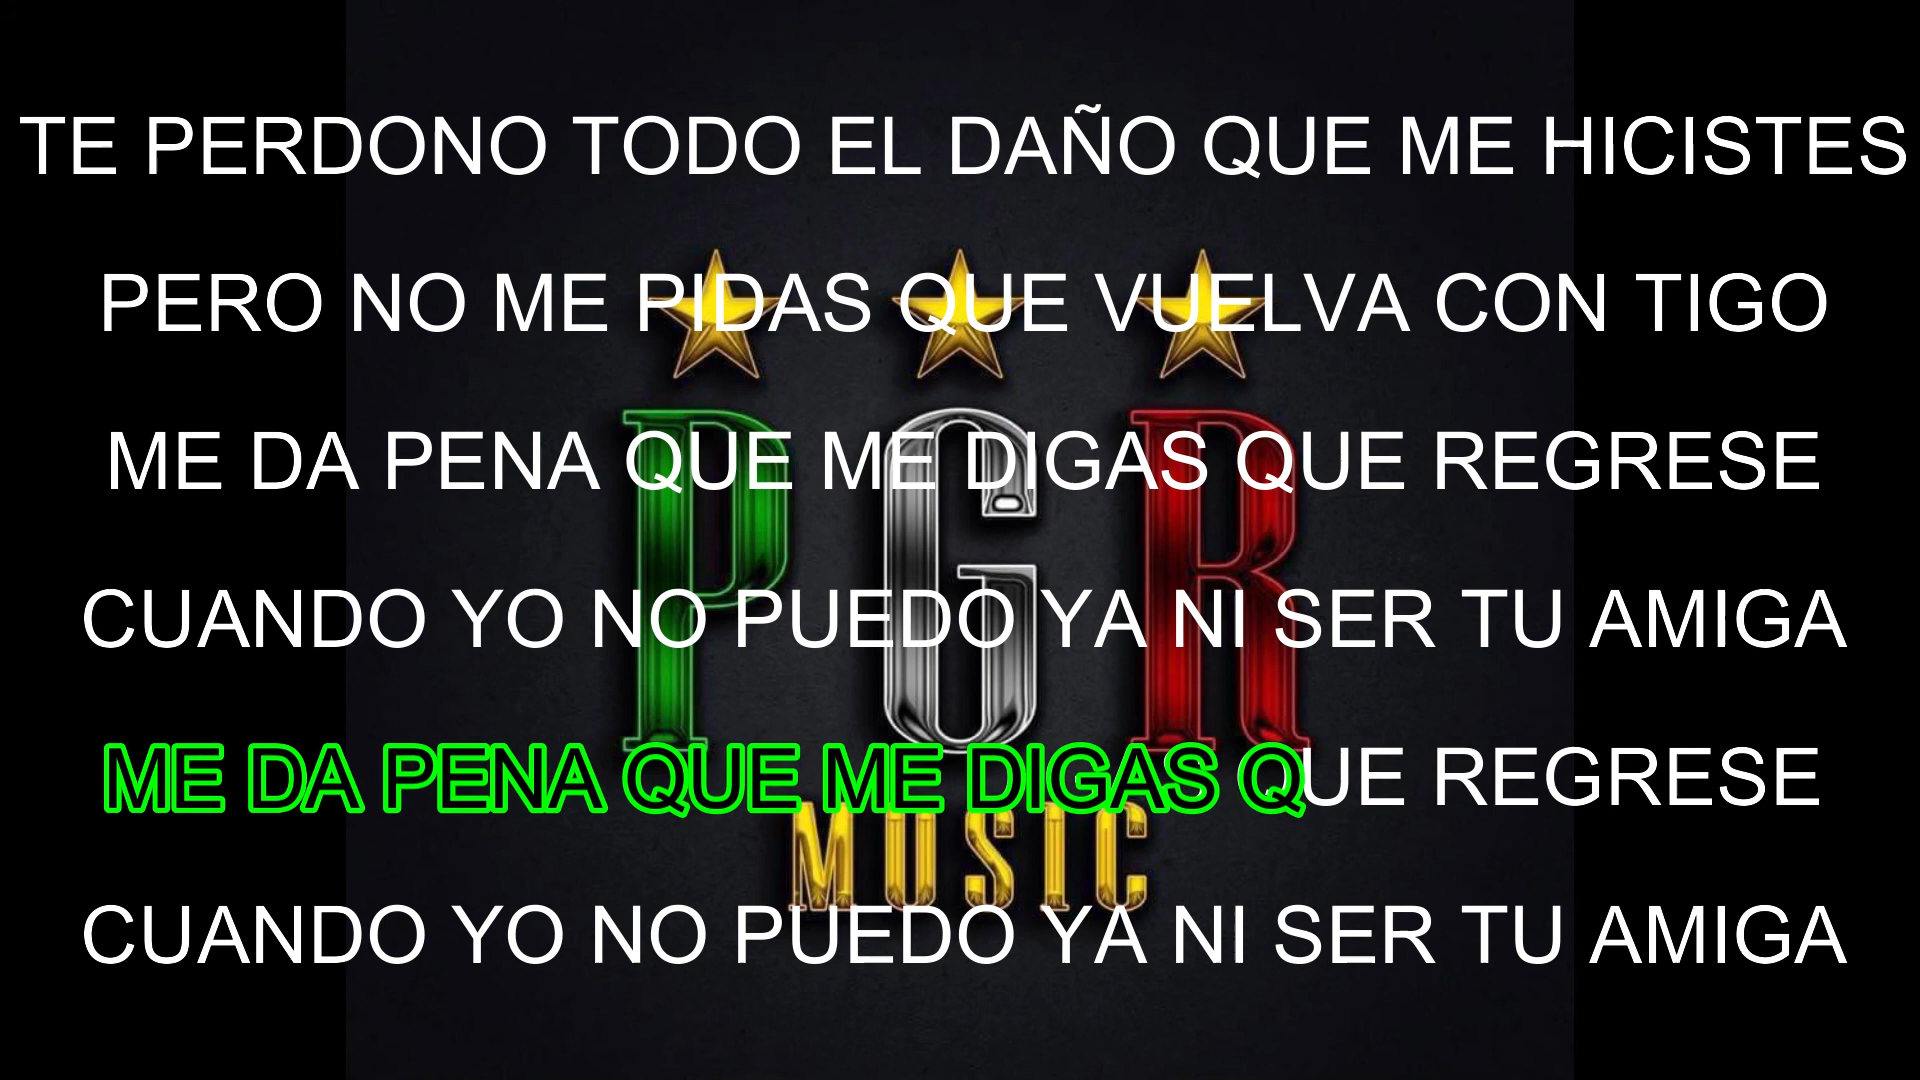 TE PERDONO TODO EL DAÑO QUE ME HICISTES
PERO NO ME PIDAS QUE VUELVA CON TIGO
ME DA PENA QUE ME DIGAS QUE REGRESE
CUANDO YO NO PUEDO YA NI SER TU AMIGA
ME DA PENA QUE ME DIGAS QUE REGRESE
CUANDO YO NO PUEDO YA NI SER TU AMIGA
PGR
MUSIC